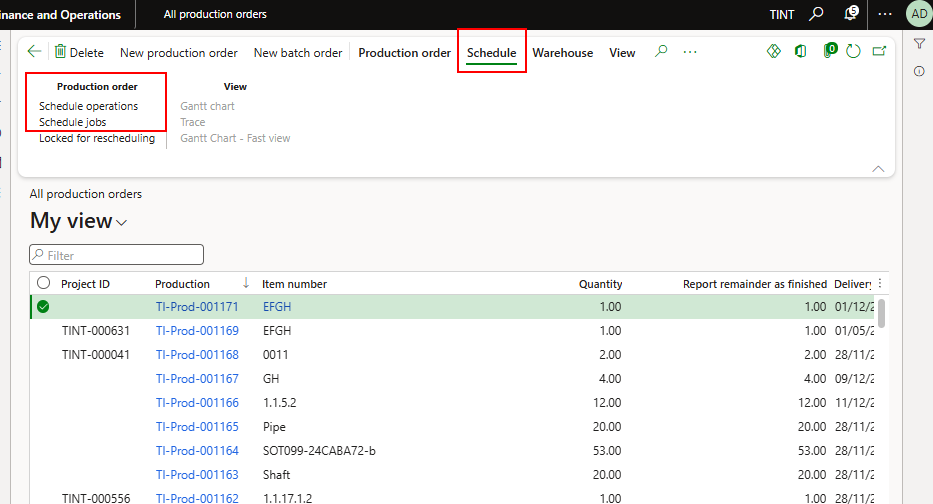 inance and Operations All production orders TINT 5 AD
Delete New production order New batch order Production order Schedule Warehouse View 0
Production order View
Schedule operations Gantt chart
Schedule jobs Trace
Locked for rescheduling Gantt Chart - Fast view
All production orders
My view
Filter
Project ID Production Item number Quantity Report remainder as finished Delivery
TI-Prod-001171 EFGH 1.00 1.00 01/12/2
TINT-000631 TI-Prod-001169 EFGH 1.00 1.00 01/05/2
TINT-000041 TI-Prod-001168 0011 2.00 2.00 28/11/2
TI-Prod-001167 GH 4.00 4.00 09/12/2
TI-Prod-001166 1.1.5.2 12.00 12.00 11/12/2
TI-Prod-001165 Pipe 20.00 20.00 28/11/2
TI-Prod-001164 SOT099-24CABA72-b 53.00 53.00 28/11/2
TI-Prod-001163 Shaft 20.00 20.00 28/11/2
TINT-000556 TI-Prod-001162 1.1.17.1.2 1.00 1.00 28/11/2